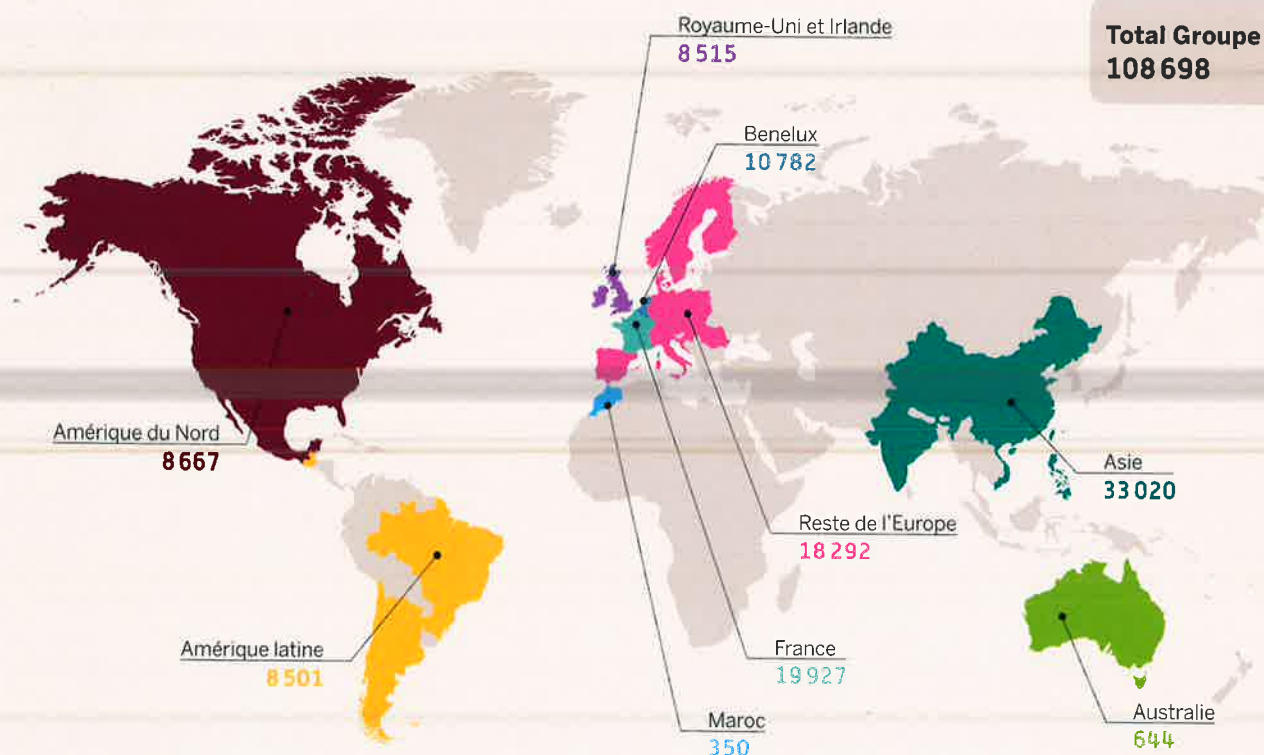 Royaume-Uni et Irlande
8 515
Total Groupe
108 698
Benelux
10 782
Amérique du Nord
8 667
Asie
33 020
Reste de l'Europe
18 292
Amérique latine
8 501
France
19 927
Maroc
350
Australie
644